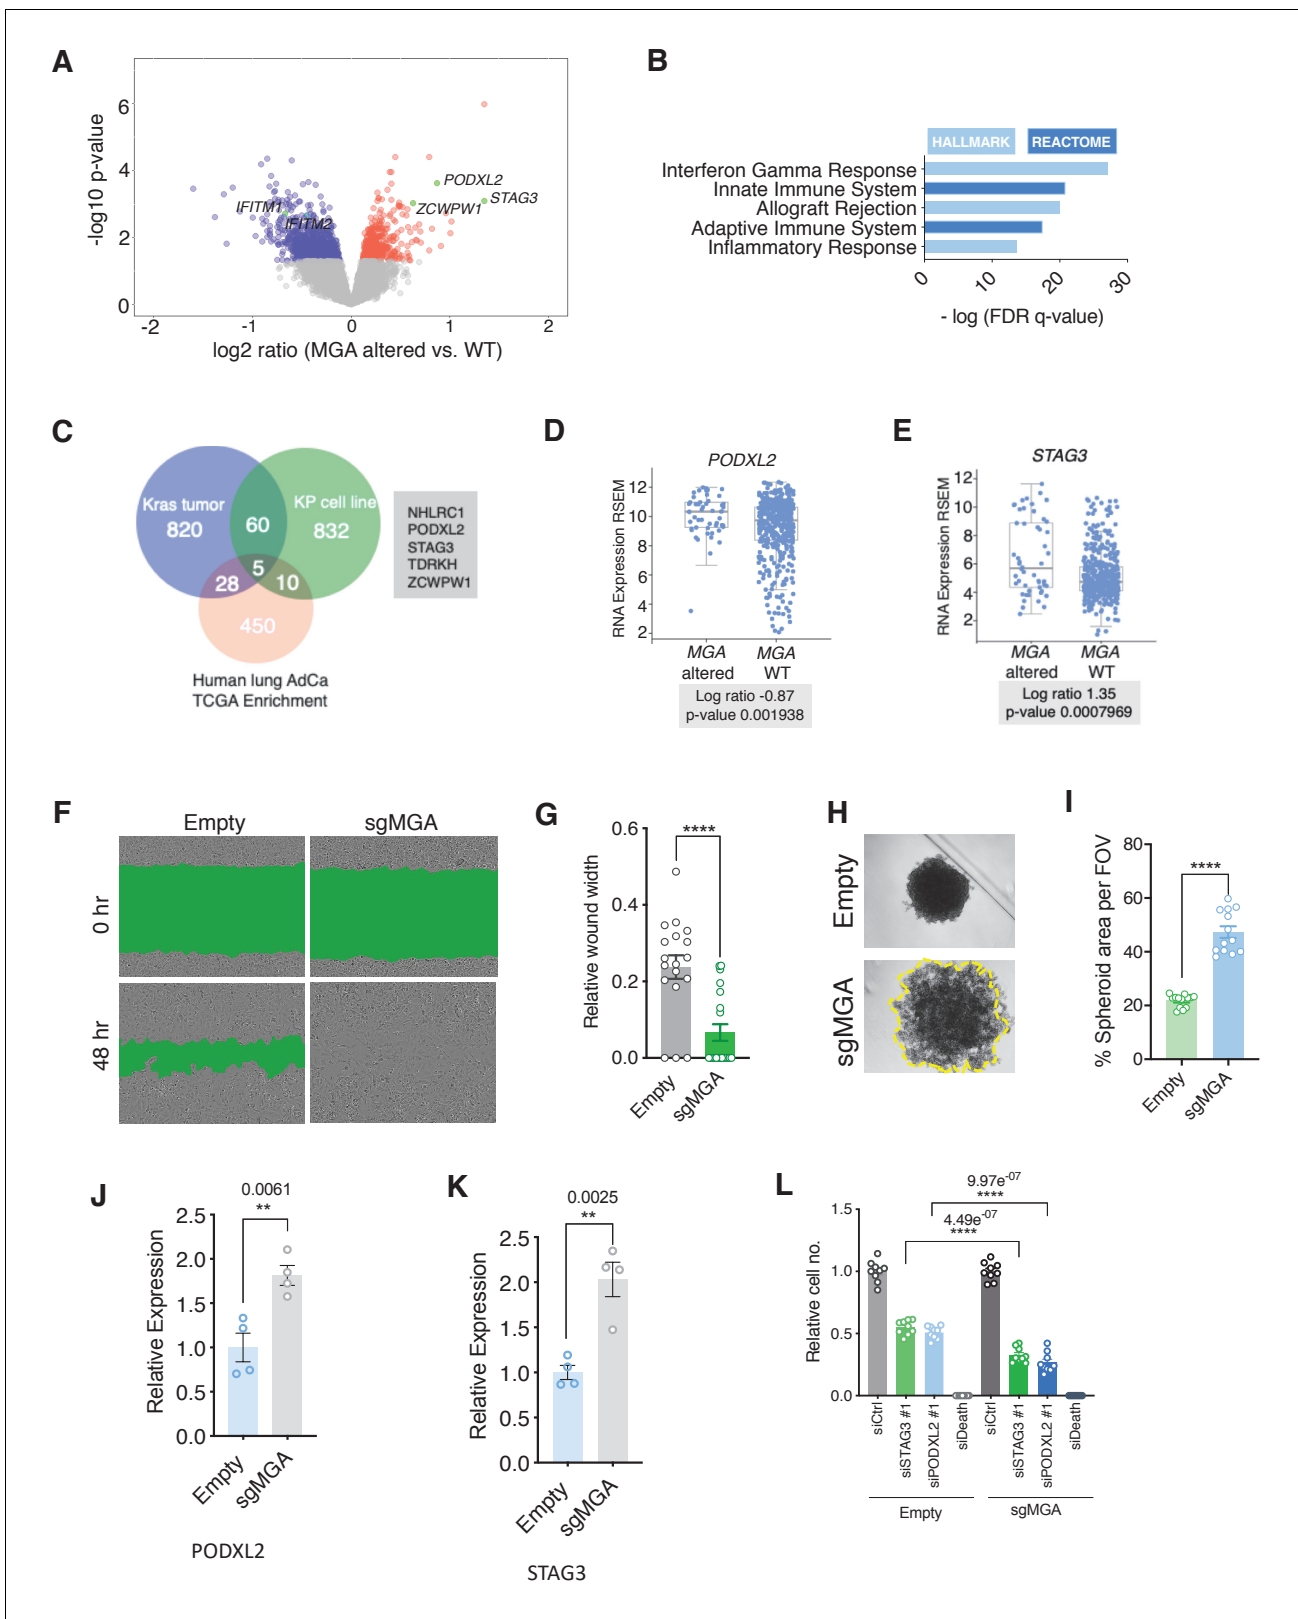 A
-log10 p-value
6
4
2
0
PODXL2
STAG3
ZCWPW1
IFITM1
IFITM2
-2
-1
0
1
2
log2 ratio (MGA altered vs. WT)
B
HALLMARK
REACTOME
Interferon Gamma Response
Innate Immune System
Allograft Rejection
Adaptive Immune System
Inflammatory Response
0
10
20
30
- log (FDR q-value)
C
Kras tumor
820
60
KP cell line
832
5
28
10
450
NHLRC1
PODXL2
STAG3
TDRKH
ZCWPW1
Human lung AdCa
TCGA Enrichment
D
PODXL2
RNA Expression RSEM
12
10
8
6
4
2
MGA
altered
MGA
WT
Log ratio -0.87
p-value 0.001938
E
STAG3
RNA Expression RSEM
12
10
8
6
4
2
MGA
altered
MGA
WT
Log ratio 1.35
p-value 0.0007969
F
Empty
sgMGA
0 hr
48 hr
G
Relative wound width
0.6
0.4
0.2
0.0
****
Empty
sgMGA
H
Empty
sgMGA
I
% Spheroid area per FOV
80
60
40
20
0
****
Empty
sgMGA
J
Relative Expression
0.0061
**
2.5
2.0
1.5
1.0
0.5
0.0
Empty
sgMGA
PODXL2
K
Relative Expression
0.0025
**
2.5
2.0
1.5
1.0
0.5
0.0
Empty
sgMGA
STAG3
L
Relative cell no.
9.97e-07
****
4.49e-07
****
1.5
1.0
0.5
0.0
siCtrl
siSTAG3 #1
siPODXL2 #1
siDeath
siCtrl
siSTAG3 #1
siPODXL2 #1
siDeath
Empty
sgMGA